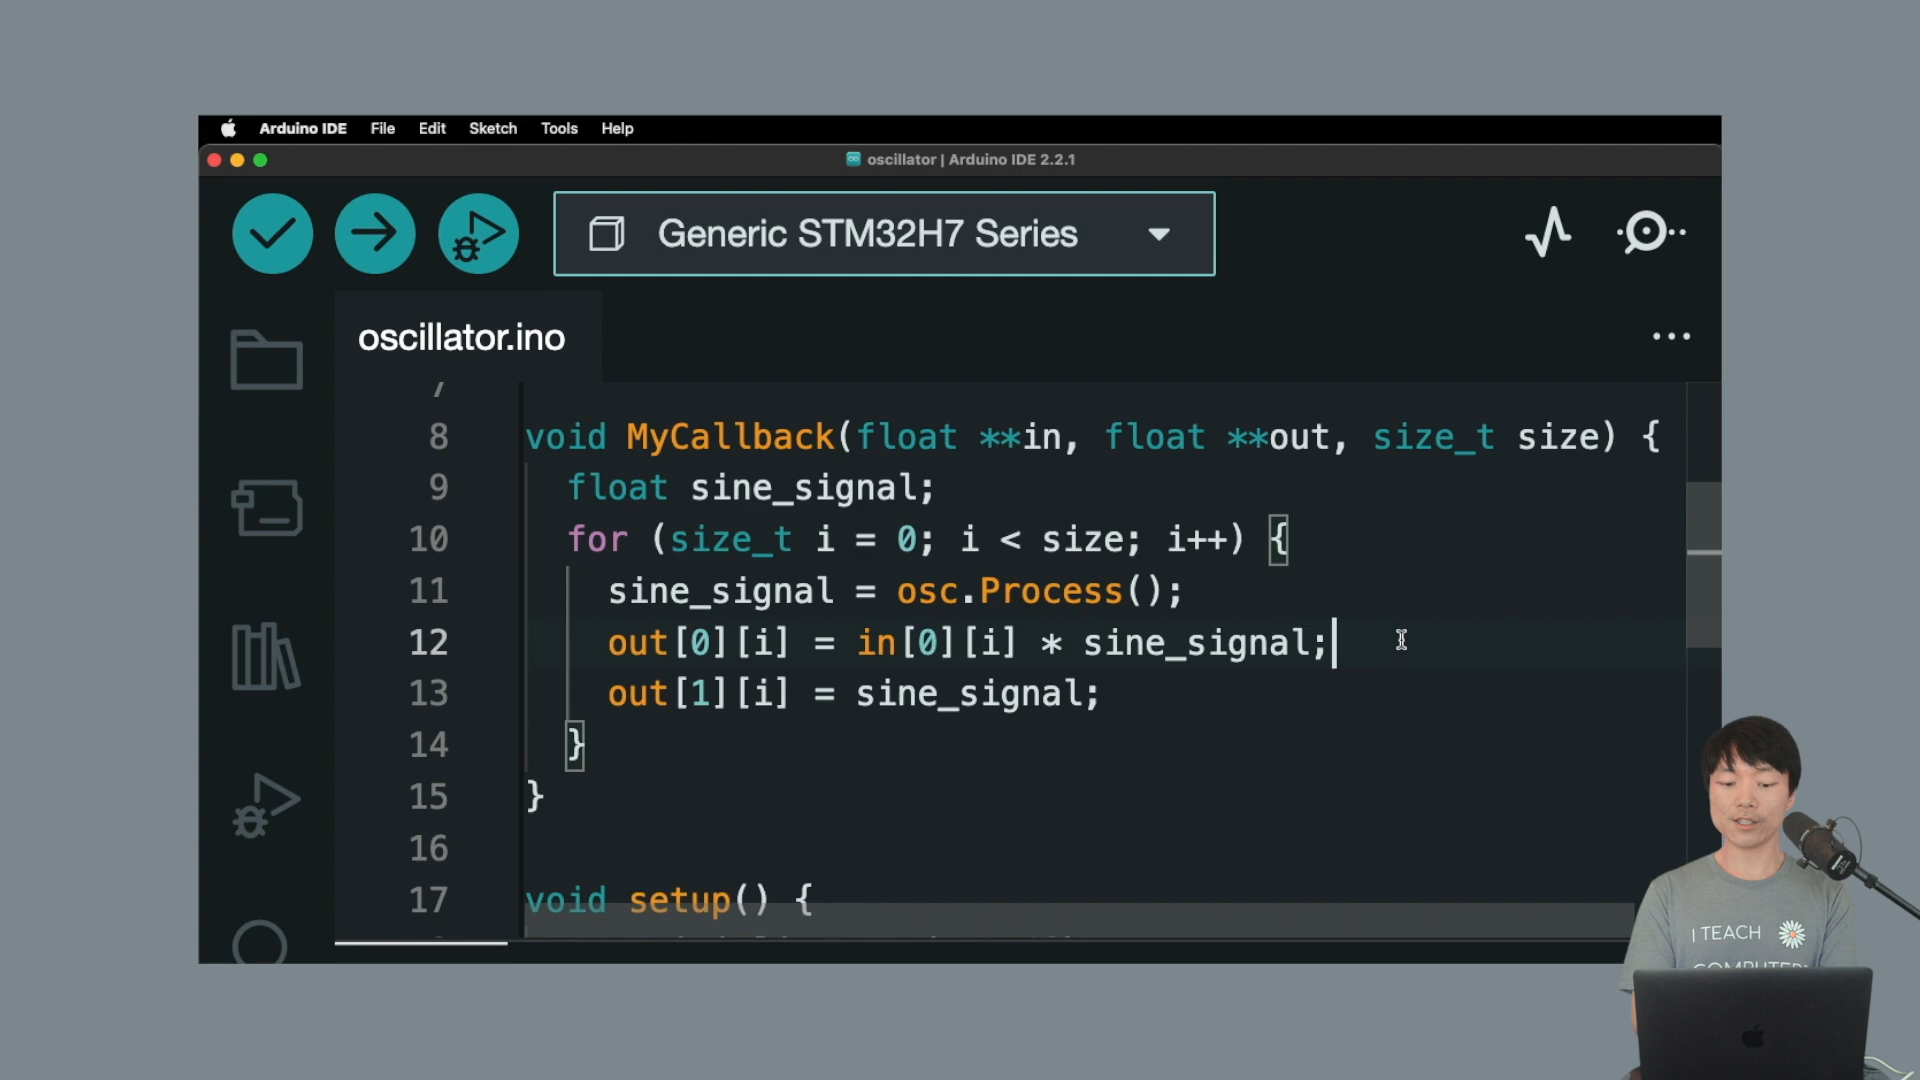 Arduino IDE File Edit Sketch Tools Help
oscillator | Arduino IDE 2.2.1
Generic STM32H7 Series
oscillator.ino
7
8 void MyCallback(float **in, float **out, size_t size) {
9 float sine_signal;
10 for (size_t i = 0; i < size; i++) {
11 sine_signal = osc.Process();
12 out[0][i] = in[0][i] * sine_signal;
13 out[1][i] = sine_signal;
14 }
15 }
16
17 void setup() {
I TEACH